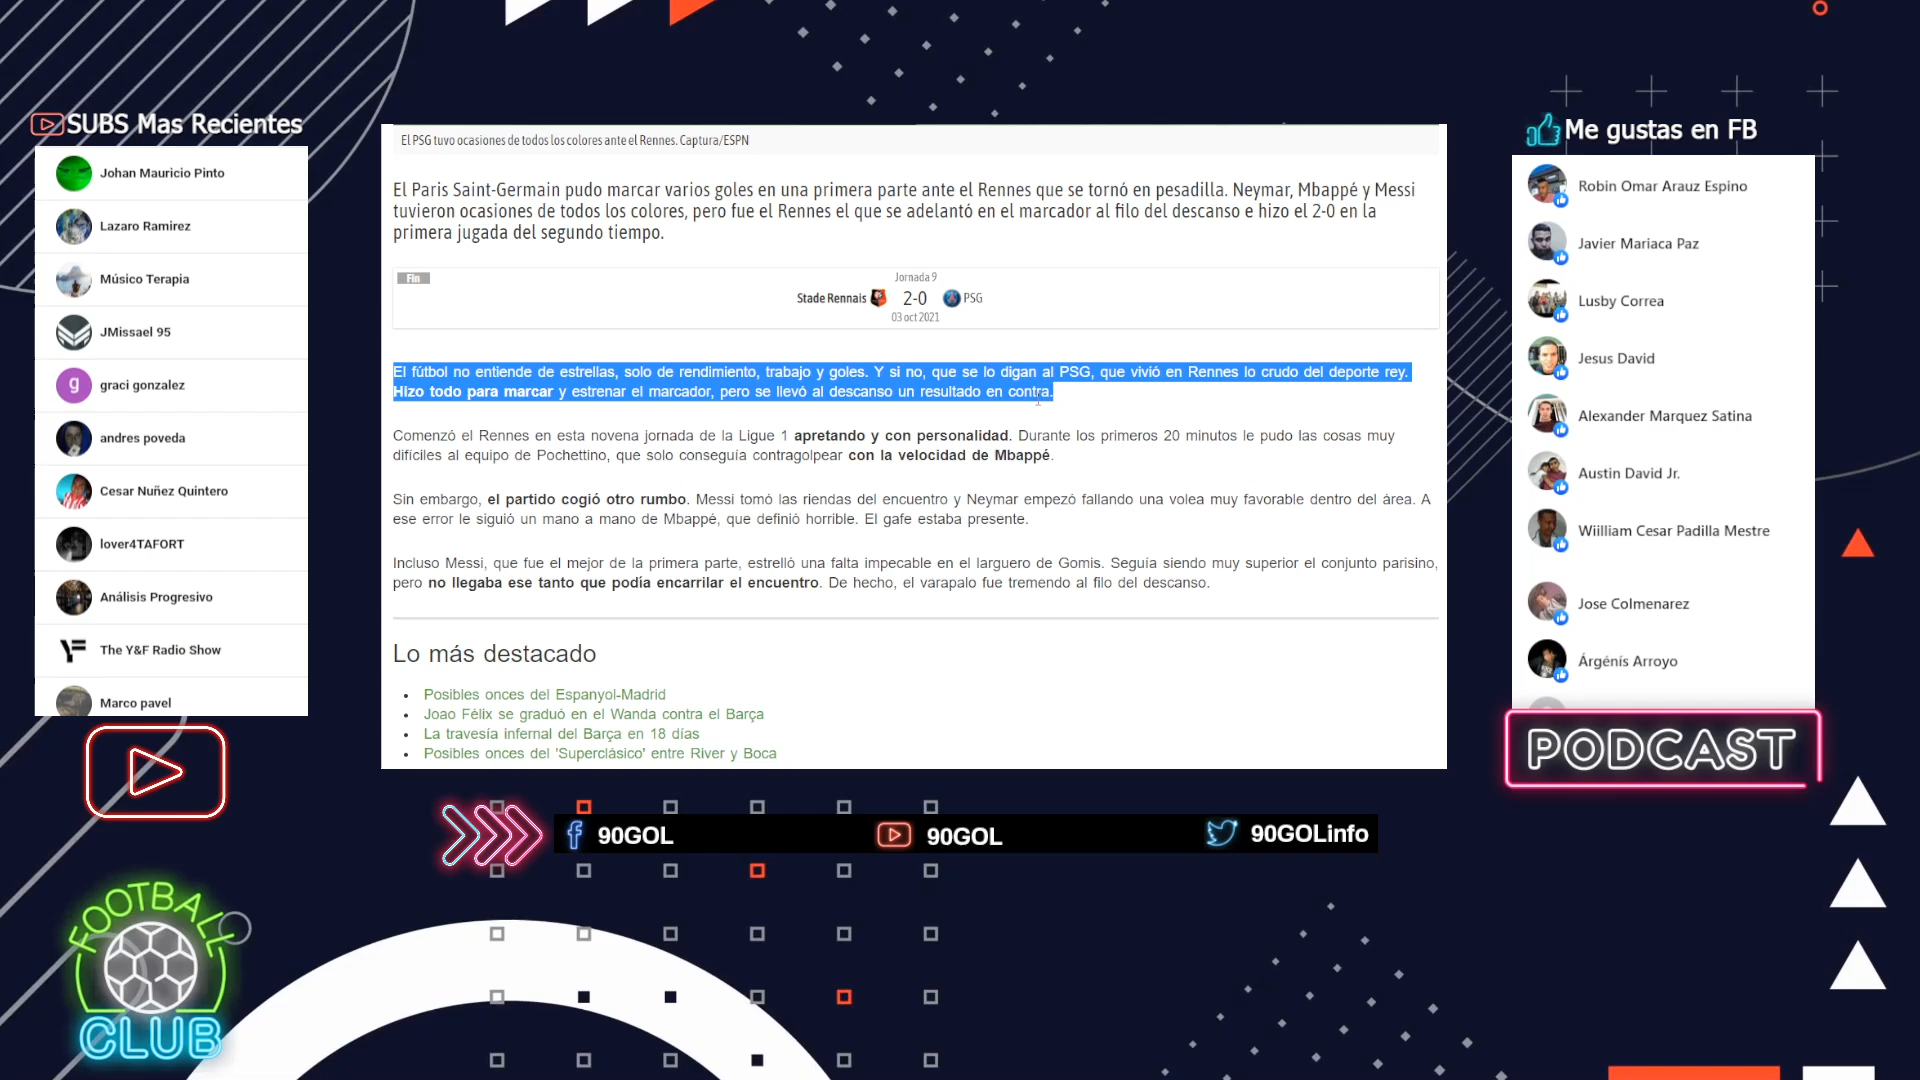 SUBS Mas Recientes
Johan Mauricio Pinto
Lazaro Ramirez
Músico Terapia
JMissael 95
g
graci gonzalez
andres poveda
Cesar Nuñez Quintero
lover4TAFORT
Análisis Progresivo
The Y&F Radio Show
Marco pavel
El PSG tuvo ocasiones de todos los colores ante el Rennes. Captura/ESPN
El Paris Saint-Germain pudo marcar varios goles en una primera parte ante el Rennes que se tornó en pesadilla. Neymar, Mbappé y Messi
tuvieron ocasiones de todos los colores, pero fue el Rennes el que se adelantó en el marcador al filo del descanso e hizo el 2-0 en la
primera jugada del segundo tiempo.
Fin
Jornada 9
Stade Rennais 2-0 PSG
03 oct 2021
El fútbol no entiende de estrellas, solo de rendimiento, trabajo y goles. Y si no, que se lo digan al PSG, que vivió en Rennes lo crudo del deporte rey.
Hizo todo para marcar y estrenar el marcador, pero se llevó al descanso un resultado en contra.
Comenzó el Rennes en esta novena jornada de la Ligue 1 apretando y con personalidad. Durante los primeros 20 minutos le pudo las cosas muy
difíciles al equipo de Pochettino, que solo conseguía contragolpear con la velocidad de Mbappé.
Sin embargo, el partido cogió otro rumbo. Messi tomó las riendas del encuentro y Neymar empezó fallando una volea muy favorable dentro del área. A
ese error le siguió un mano a mano de Mbappé, que definió horrible. El gafe estaba presente.
Incluso Messi, que fue el mejor de la primera parte, estrelló una falta impecable en el larguero de Gomis. Seguía siendo muy superior el conjunto parisino,
pero no llegaba ese tanto que podía encarrilar el encuentro. De hecho, el varapalo fue tremendo al filo del descanso.
Lo más destacado
Posibles onces del Espanyol-Madrid
Joao Félix se graduó en el Wanda contra el Barça
La travesía infernal del Barça en 18 días
Posibles onces del 'Superclásico' entre River y Boca
Me gustas en FB
Robin Omar Arauz Espino
Javier Mariaca Paz
Lusby Correa
Jesus David
Alexander Marquez Satina
Austin David Jr.
Wiilliam Cesar Padilla Mestre
Jose Colmenarez
Árgénís Arroyo
PODCAST
90GOL
90GOL
90GOLinfo
FOOTBALL
CLUB